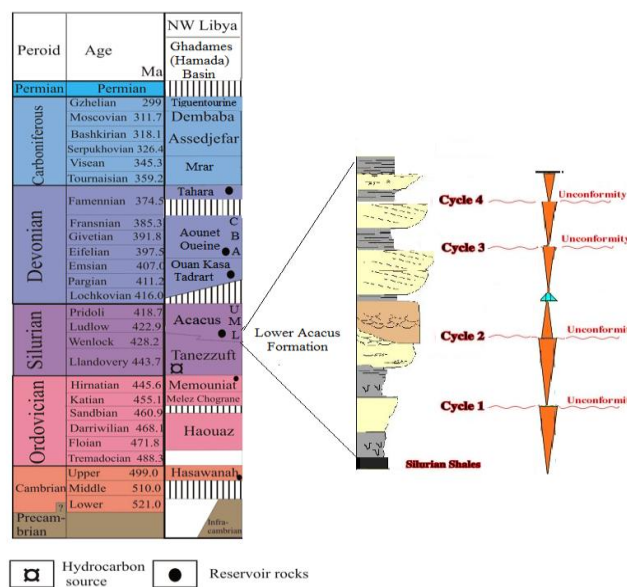 NW Libya
Peroid Age Ma Ghadames (Hamada) Basin
Permian Permian
Carboniferous
Gzhelian 299 Tiguentourine
Moscovian 311.7 Dembaba
Bashkirian 318.1 Assedjefar
Serpukhovian 326.4
Visean 345.3 Mrar
Tournaisian 359.2
Devonian
Famennian 374.5 Tahara
Fransnian 385.3 C
Givetian 391.8 Aounet Oueine B
Eifelian 397.5 A
Emsian 407.0 Ouan Kasa
Pargian 411.2 Tadrart
Lochkovian 416.0
Silurian
Pridoli 418.7 U
Ludlow 422.9 Acacus M
Wenlock 428.2 L
Llandovery 443.7 Tanezzuft
Ordovician
Hirnatian 445.6 Memouniat
Katian 455.1 Melez Chograne
Sandbian 460.9
Darriwilian 468.1 Haouaz
Floian 471.8
Tremadocian 488.3
Cambrian
Upper 499.0 Hasawanah
Middle 510.0
Lower 521.0
?
Precam-
brian
Infra-
cambrian
Lower Acacus
Formation
Cycle 4 Unconformity
Cycle 3 Unconformity
Cycle 2 Unconformity
Cycle 1 Unconformity
Silurian Shales
Hydrocarbon
source
Reservoir rocks